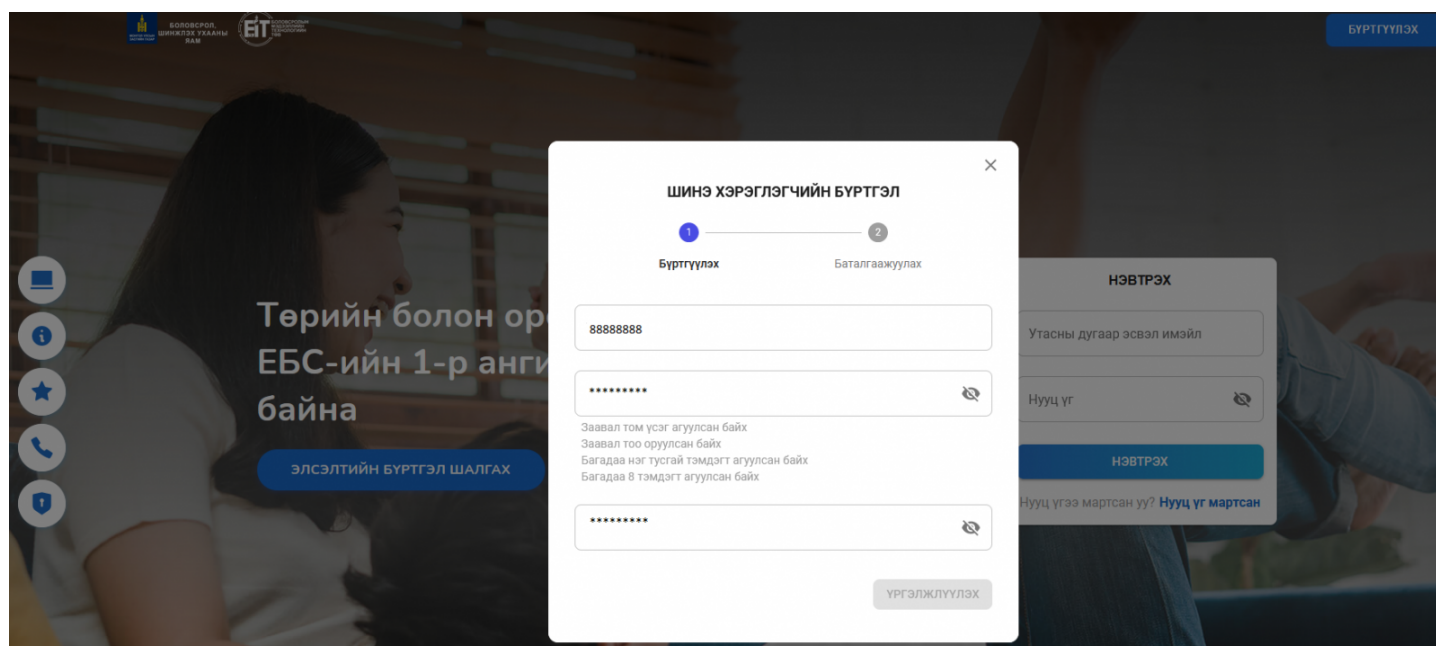 БОЛОВСРОЛ,
ШИНЖЛЭХ УХААНЫ
ЯАМ
EIT
БҮРТГҮҮЛЭХ
ШИНЭ ХЭРЭГЛЭГЧИЙН БҮРТГЭЛ
1
2
Бүртгүүлэх
Баталгаажуулах
88888888
*********
Заавал том үсэг агуулсан байх
Заавал тоо оруулсан байх
Багадаа нэг тусгай тэмдэгт агуулсан байх
Багадаа 8 тэмдэгт агуулсан байх
*********
ҮРГЭЛЖЛҮҮЛЭХ
Төрийн болон ор
ЕБС-ийн 1-р анги
байна
ЭЛСЭЛТИЙН БҮРТГЭЛ ШАЛГАХ
НЭВТРЭХ
Утасны дугаар эсвэл имэйл
Нууц үг
НЭВТРЭХ
Нууц үгээ мартсан уу? Нууц үг мартсан